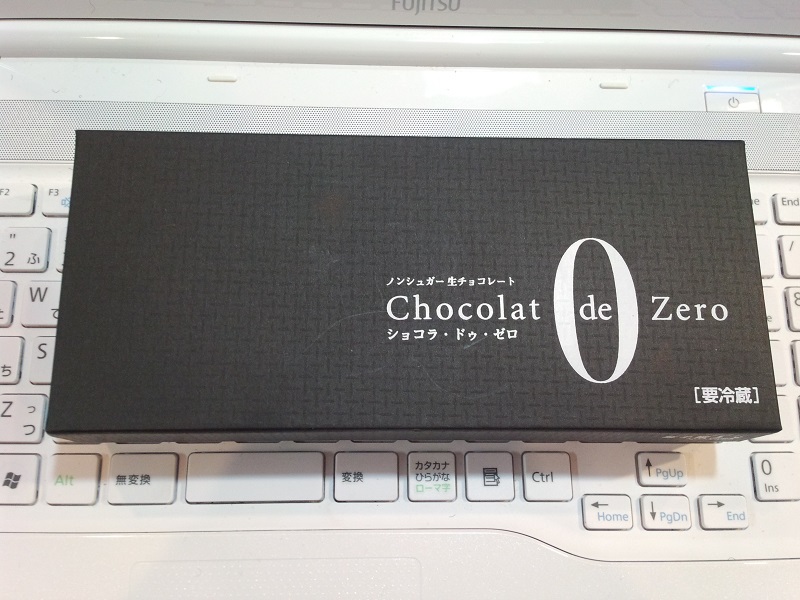 FUJITSU
F2
F3
End
"
2 ふ
W
て
S
Z っ
つ
ち
/
ノンシュガー 生チョコレート
Chocolat de Zero
0
ショコラ・ドゥ・ゼロ
[要冷蔵]
Alt
無変換
変換
カタカナ
ひらがな
ローマ字
Ctrl
PgUp
Home
PgDn
End
0
Ins